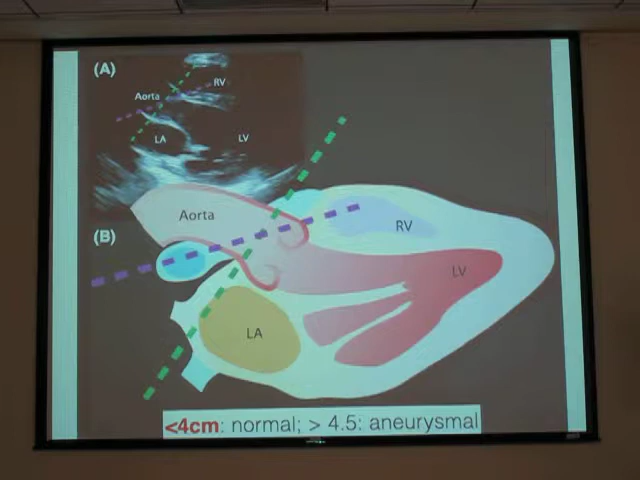 (A)
RV
Aorta
LA
LV
Aorta
(B)
RV
LV
LA
<4cm: normal; > 4.5: aneurysmal